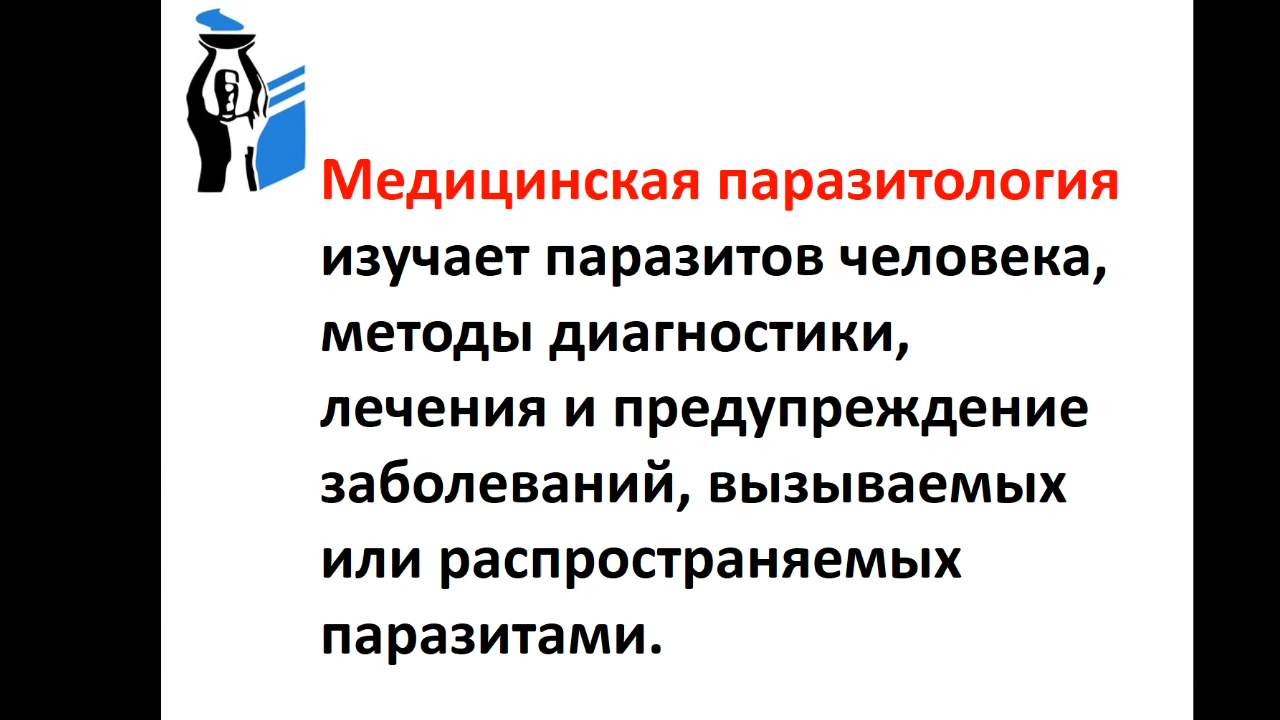 Медицинская паразитология
изучает паразитов человека,
методы диагностики,
лечения и предупреждение
заболеваний, вызываемых
или распространяемых
паразитами.